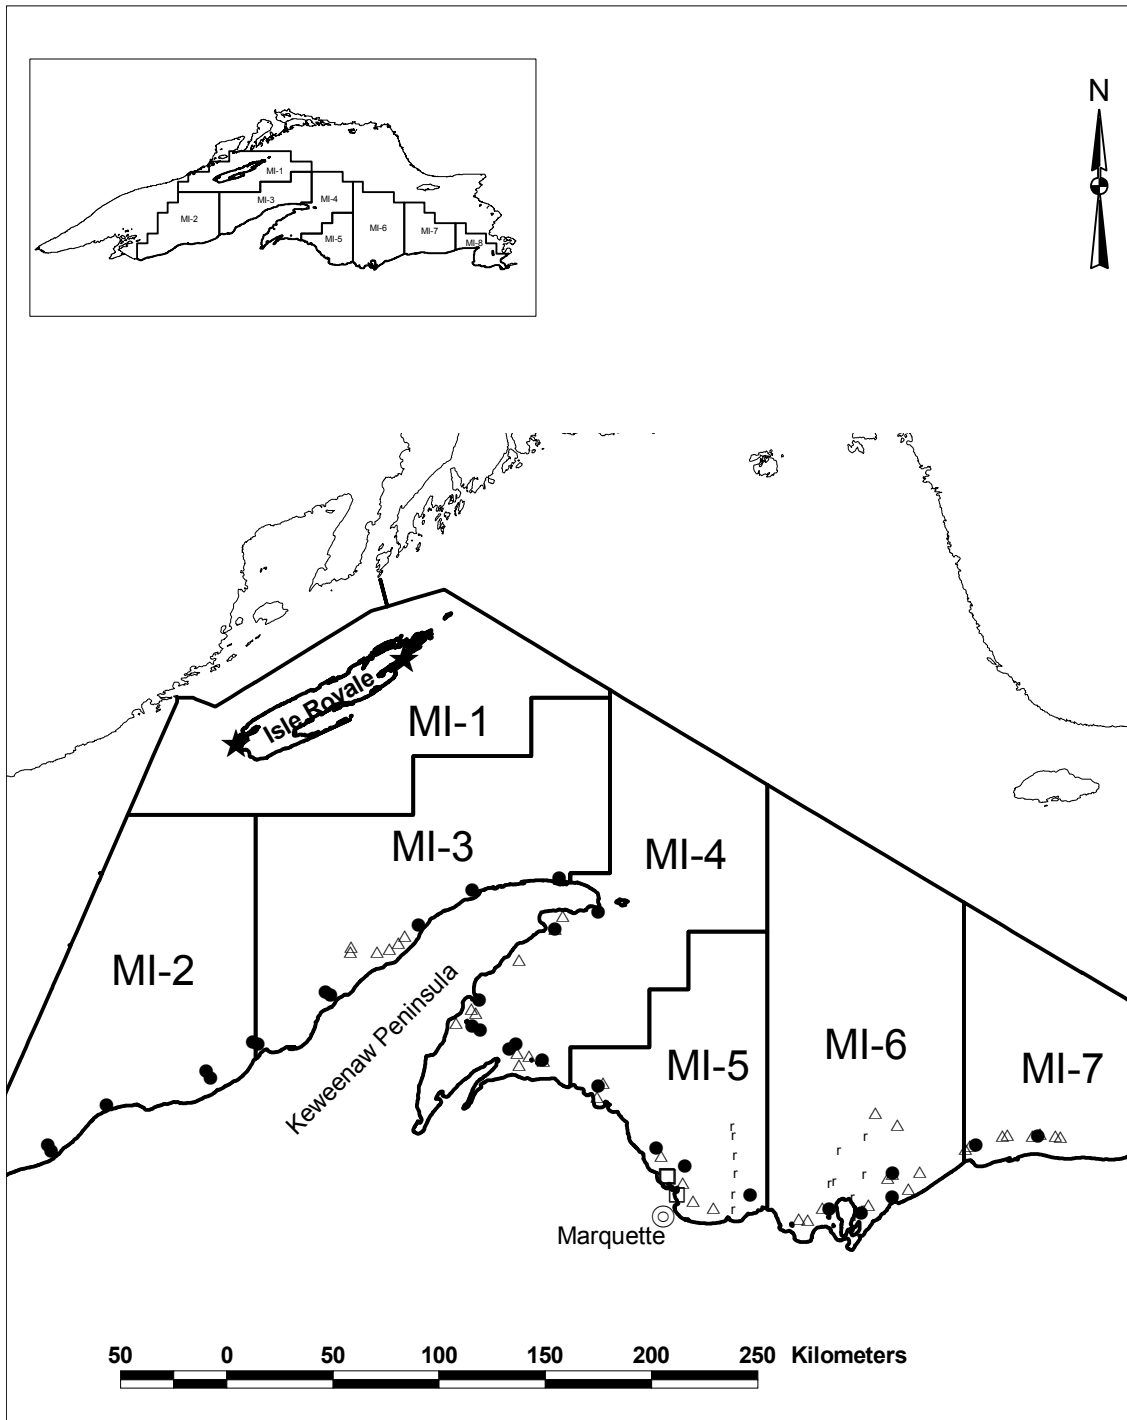 N
MI-1
MI-2
MI-3
MI-4
MI-5
MI-6
MI-7
MI-8
Isle Royale
MI-1
MI-3
MI-4
MI-2
Keweenaw Peninsula
MI-6
MI-5
MI-7
r
r
r
r
r
r
r
r
r
r
r
r
r
Marquette
50 0 50 100 150 200 250 Kilometers